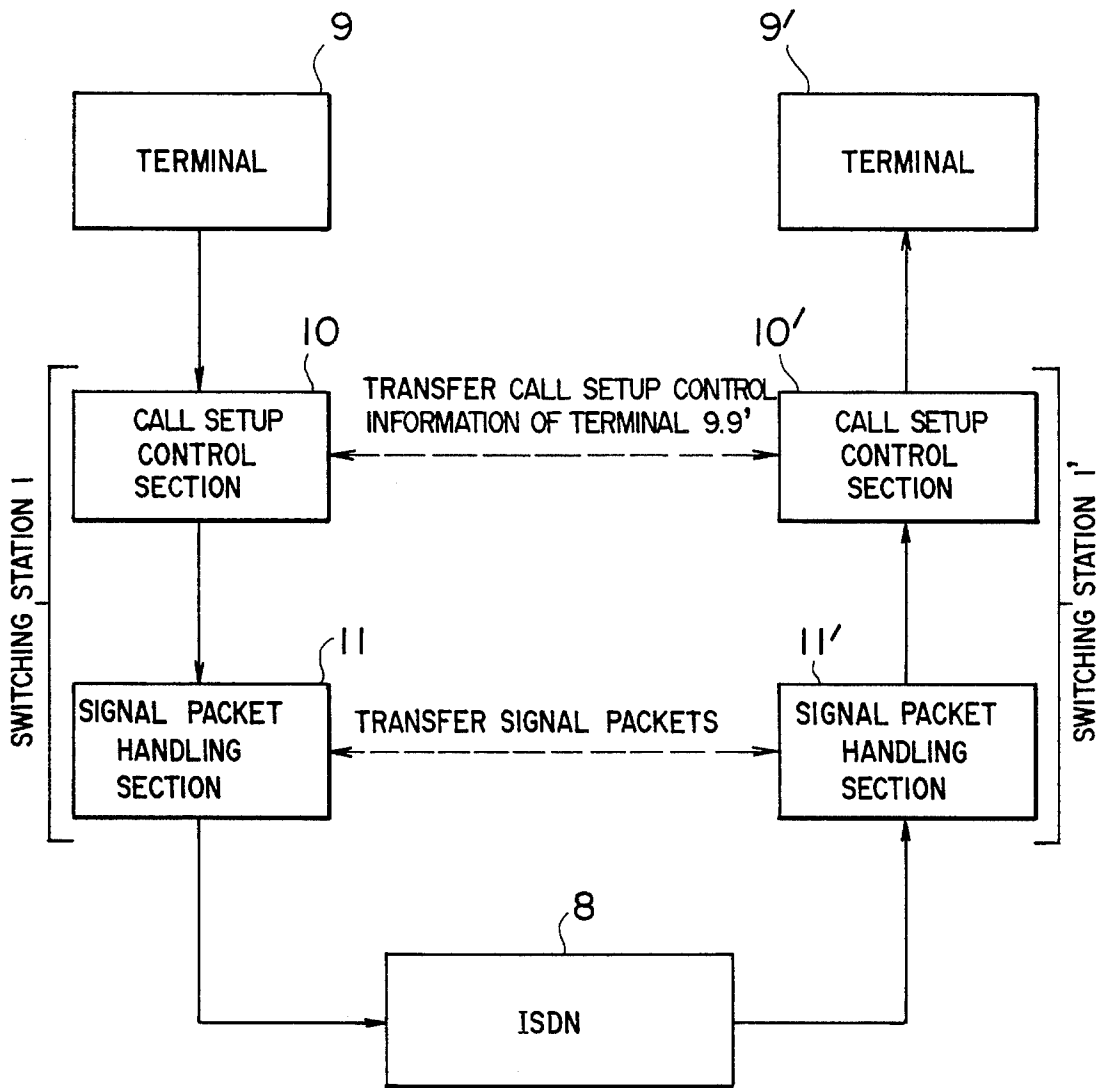 9
9'
TERMINAL
TERMINAL
10
10'
TRANSFER CALL SETUP CONTROL
INFORMATION OF TERMINAL 9.9'
CALL SETUP
CONTROL
SECTION
CALL SETUP
CONTROL
SECTION
SWITCHING STATION 1
SWITCHING STATION 1'
11
11'
SIGNAL PACKET
HANDLING
SECTION
TRANSFER SIGNAL PACKETS
SIGNAL PACKET
HANDLING
SECTION
8
ISDN